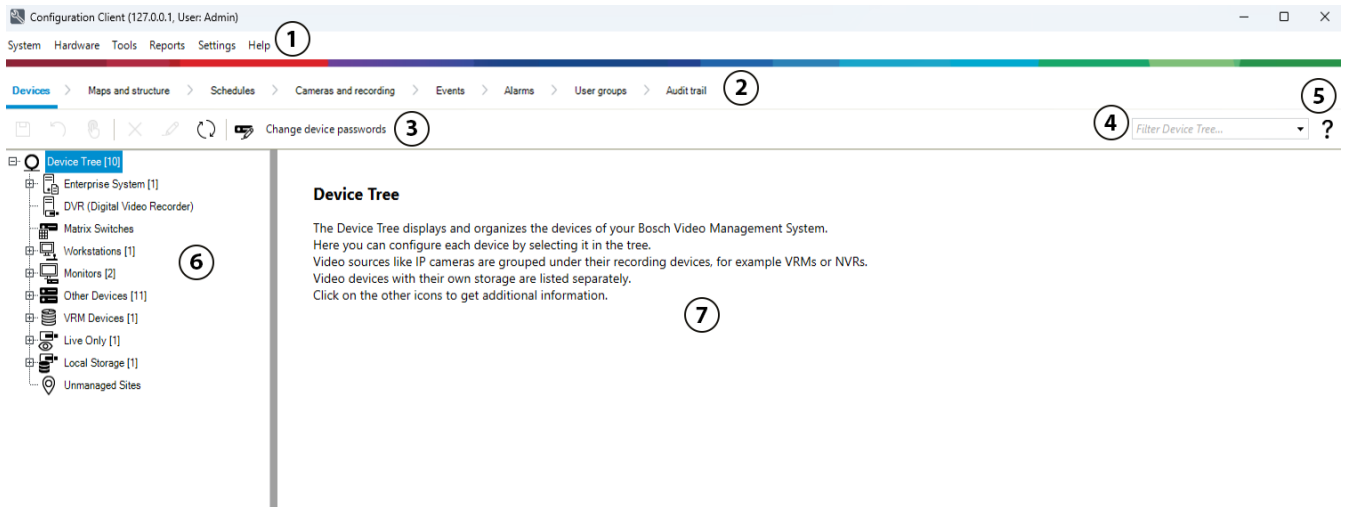 Configuration Client (127.0.0.1, User: Admin)
System Hardware Tools Reports Settings Help 1
Devices > Maps and structure > Schedules > Cameras and recording > Events > Alarms > User groups > Audit trail 2
5
Change device passwords 3
4 Filter Device Tree... ?
Device Tree [10]
Enterprise System [1]
DVR (Digital Video Recorder)
Matrix Switches
Workstations [1]
6
Monitors [2]
Other Devices [11]
VRM Devices [1]
Live Only [1]
Local Storage [1]
Unmanaged Sites
Device Tree
The Device Tree displays and organizes the devices of your Bosch Video Management System.
Here you can configure each device by selecting it in the tree.
Video sources like IP cameras are grouped under their recording devices, for example VRMs or NVRs.
Video devices with their own storage are listed separately.
Click on the other icons to get additional information.
7